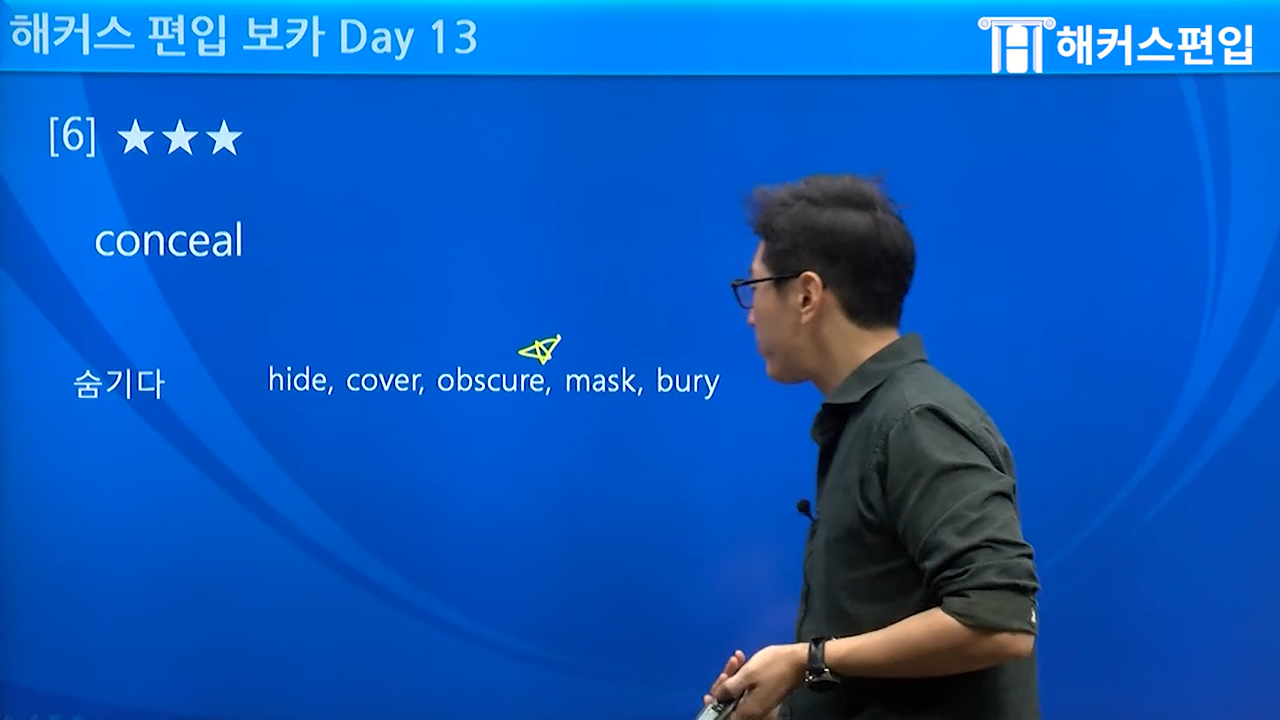 해커스 편입 보카 Day 13
해커스편입
[6] ★★★
conceal
숨기다 hide, cover, obscure, mask, bury